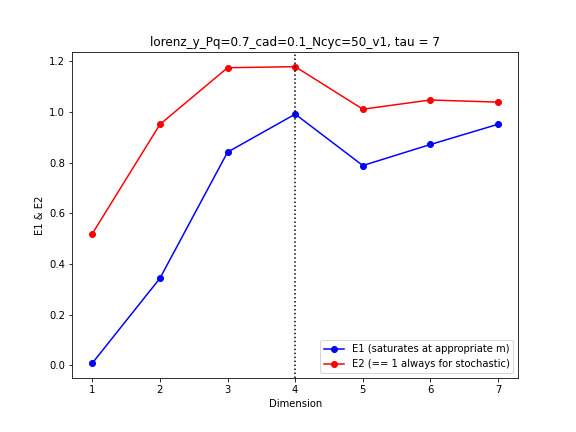 lorenz_y_Pq=0.7_cad=0.1_Ncyc=50_v1, tau = 7
1.2
1.0
0.8
0.6
0.4
0.2
0.0
E1 & E2
E1 (saturates at appropriate m)
E2 (== 1 always for stochastic)
1 2 3 4 5 6 7
Dimension